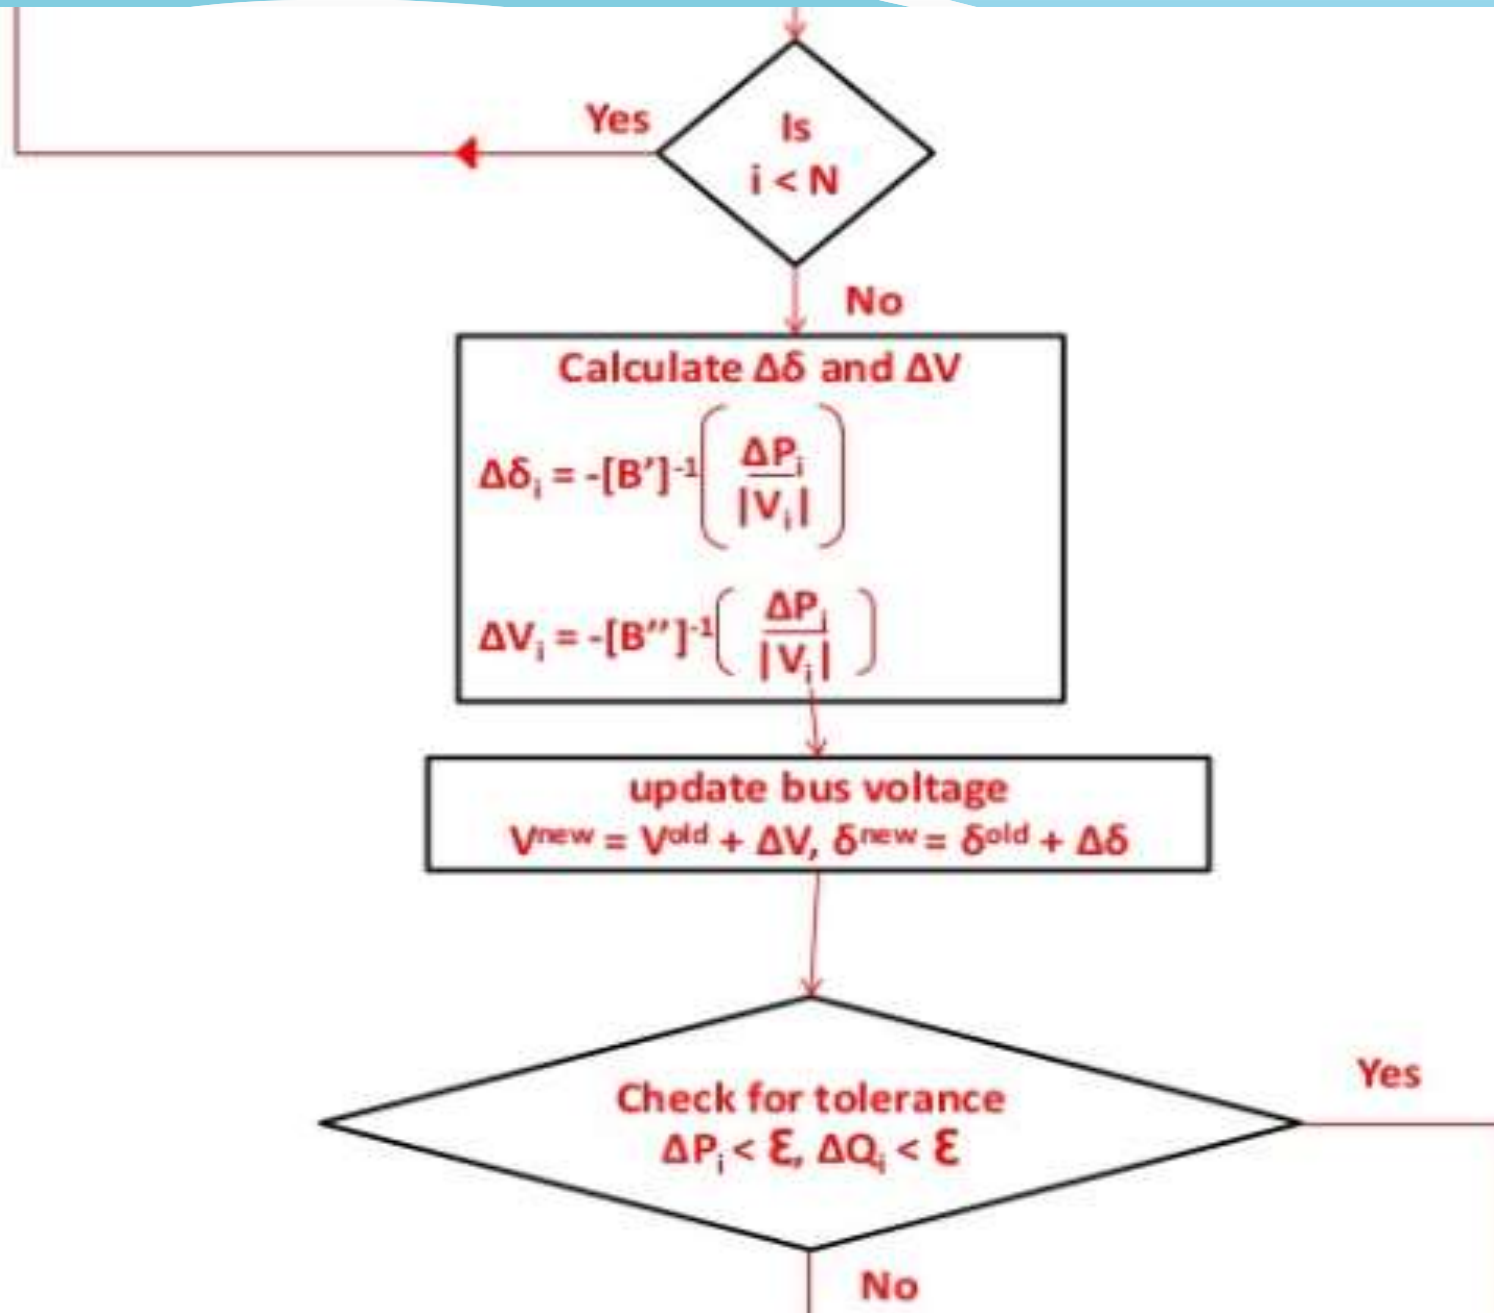 Yes
Is
i < N
No
Calculate Δδ and ΔV
Δδᵢ = -[B′]⁻¹(ΔPᵢ / |Vᵢ|)
ΔVᵢ = -[B″]⁻¹(ΔPᵢ / |Vᵢ|)
update bus voltage
Vⁿᵉʷ = Vᵒˡᵈ + ΔV, δⁿᵉʷ = δᵒˡᵈ + Δδ
Yes
Check for tolerance
ΔPᵢ < Ɛ, ΔQᵢ < Ɛ
No